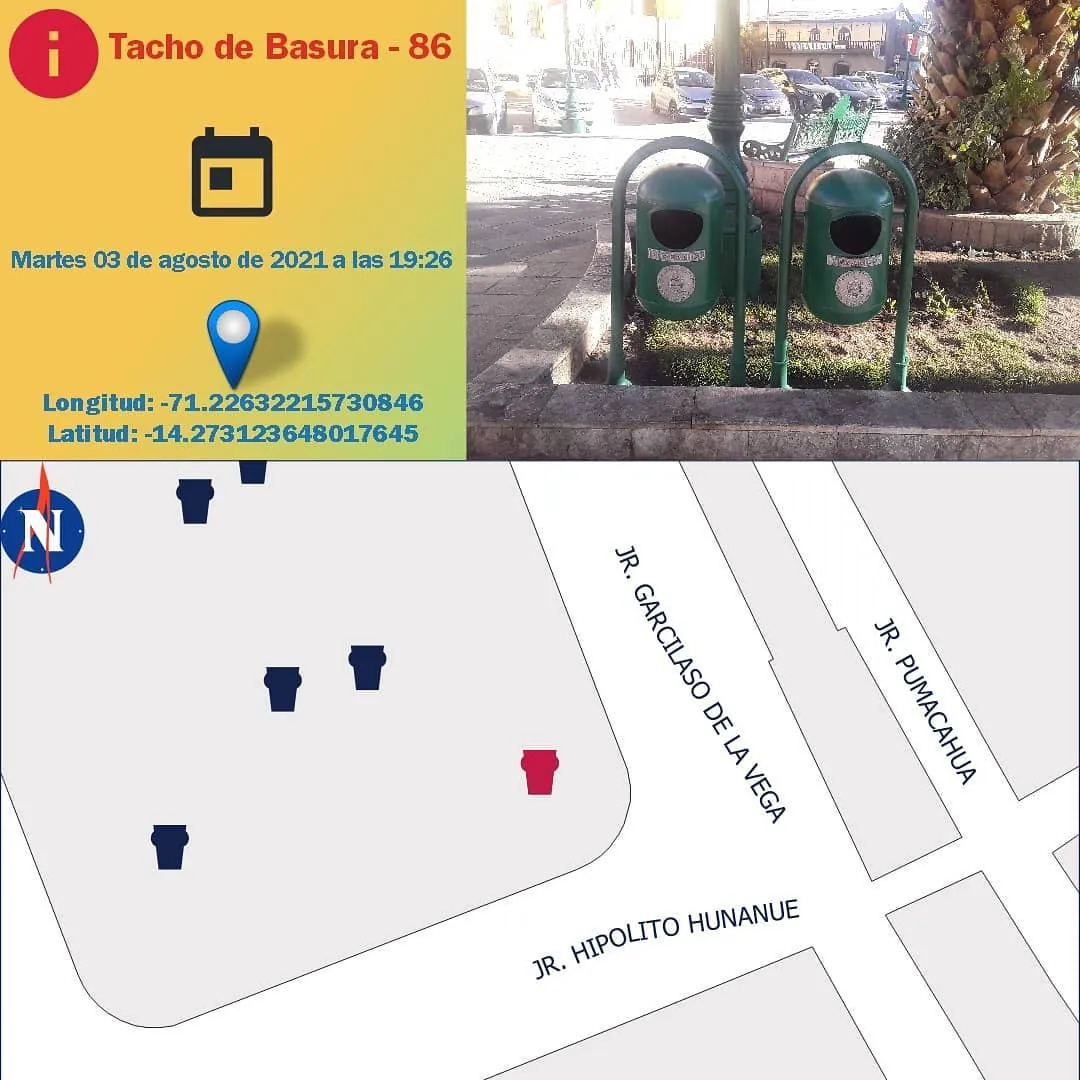 i
Tacho de Basura - 86
Martes 03 de agosto de 2021 a las 19:26
Longitud: -71.22632215730846
Latitud: -14.273123648017645
N
JR. GARCILASO DE LA VEGA
JR. PUMACAHUA
JR. HIPOLITO HUNANUE